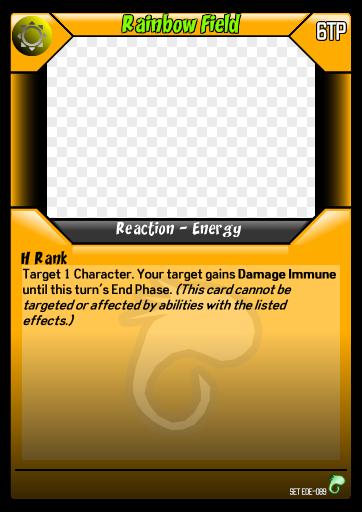 Rainbow Field
6TP
Reaction - Energy
H Rank
Target 1 Character. Your target gains Damage Immune
until this turn's End Phase. (This card cannot be
targeted or affected by abilities with the listed
effects.)
SET EOE-089